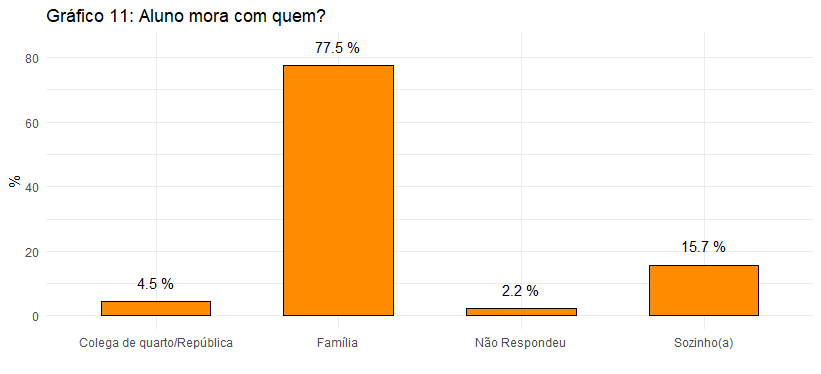 Gráfico 11: Aluno mora com quem?
77.5 %
80
60
%
40
20
15.7 %
4.5 %
2.2 %
0
Colega de quarto/República
Família
Não Respondeu
Sozinho(a)